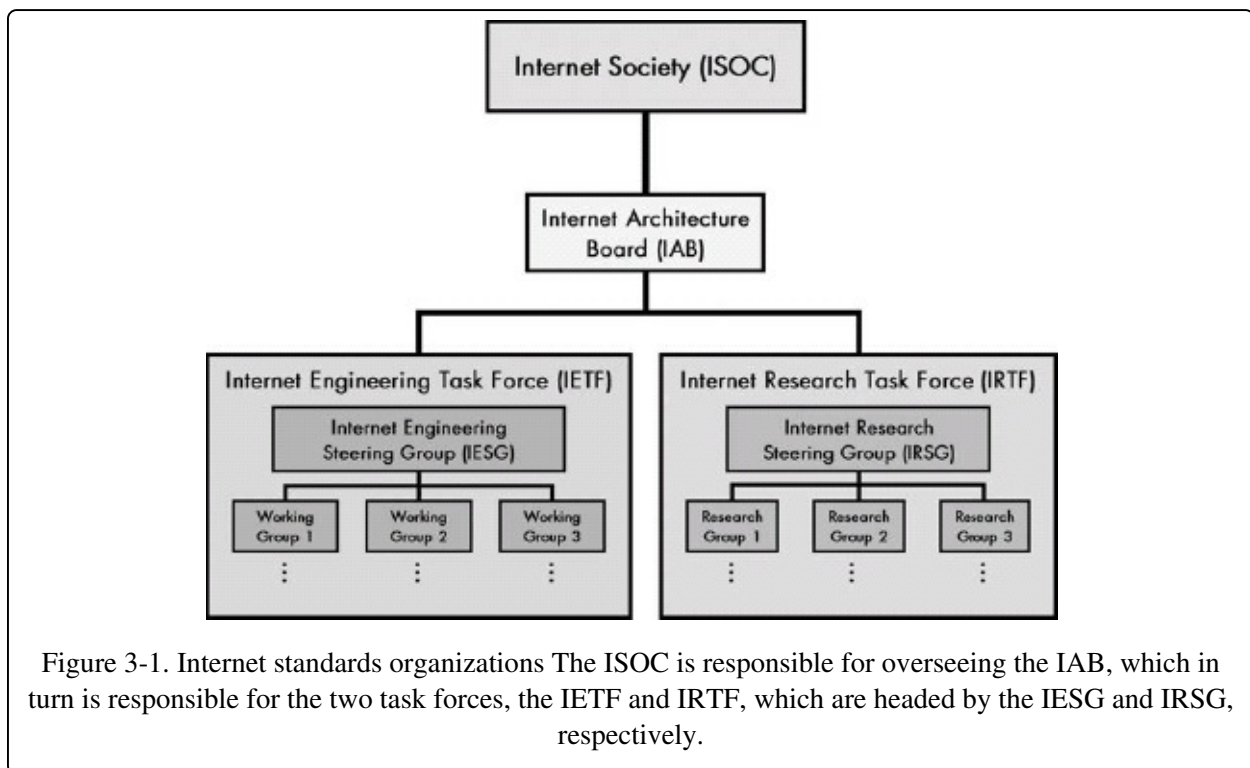 Internet Society (ISOC)
Internet Architecture
Board (IAB)
Internet Engineering Task Force (IETF)
Internet Engineering
Steering Group (IESG)
Working
Group 1
Working
Group 2
Working
Group 3
⋮
⋮
⋮
Internet Research Task Force (IRTF)
Internet Research
Steering Group (IRSG)
Research
Group 1
Research
Group 2
Research
Group 3
⋮
⋮
⋮
Figure 3-1. Internet standards organizations The ISOC is responsible for overseeing the IAB, which in
turn is responsible for the two task forces, the IETF and IRTF, which are headed by the IESG and IRSG,
respectively.